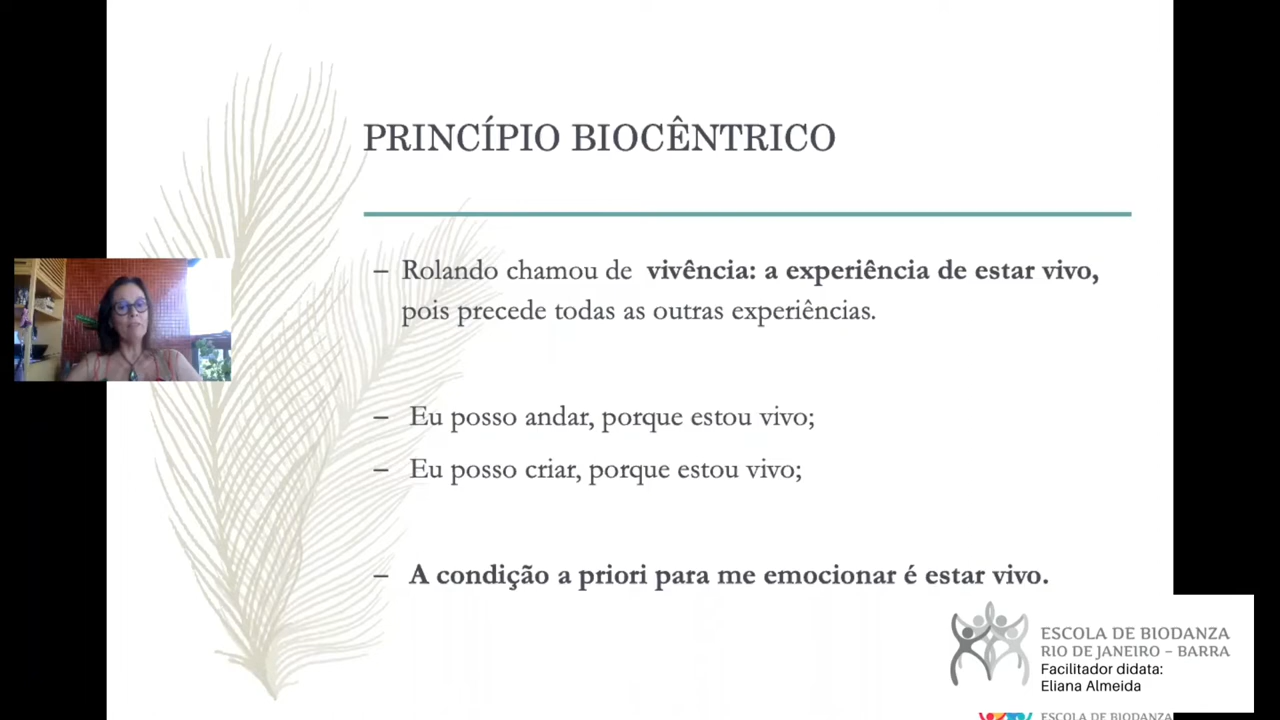 PRINCÍPIO BIOCÊNTRICO
– Rolando chamou de vivência: a experiência de estar vivo,
pois precede todas as outras experiências.
– Eu posso andar, porque estou vivo;
– Eu posso criar, porque estou vivo;
– A condição a priori para me emocionar é estar vivo.
ESCOLA DE BIODANZA
RIO DE JANEIRO – BARRA
Facilitador didata:
Eliana Almeida
ESCOLA DE BIODANZA